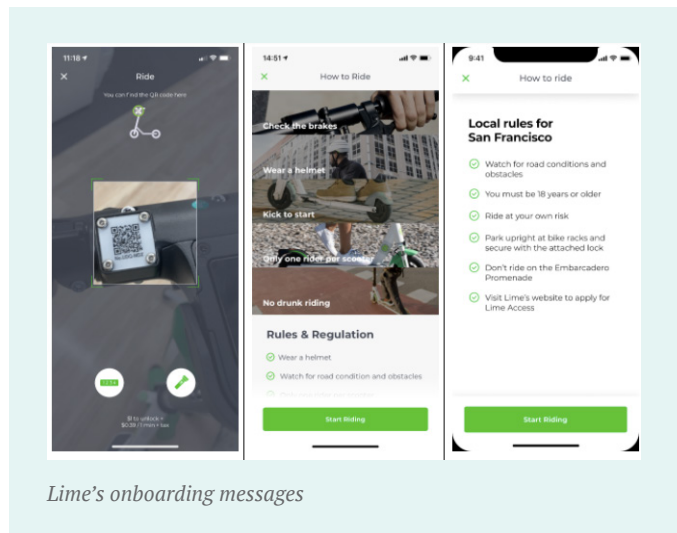 11:18
Ride
You can find the QR code here
$1 to unlock +
$0.39 / 1 min + tax
14:51
How to Ride
Check the brakes
Wear a helmet
Kick to start
Only one rider per scooter
No drunk riding
Rules & Regulation
Wear a helmet
Watch for road condition and obstacles
Start Riding
9:41
How to ride
Local rules for
San Francisco
Watch for road conditions and
obstacles
You must be 18 years or older
Ride at your own risk
Park upright at bike racks and
secure with the attached lock
Don't ride on the Embarcadero
Promenade
Visit Lime's website to apply for
Lime Access
Start Riding
Lime's onboarding messages